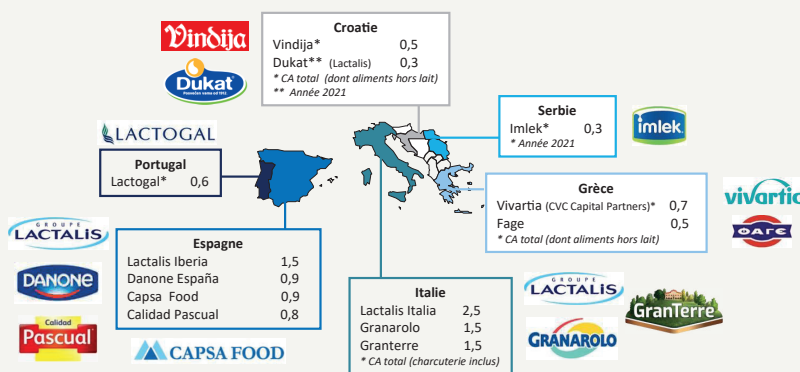 Vindija
Dukat
Croatie
Vindija* 0,5
Dukat** (Lactalis) 0,3
* CA total (dont aliments hors lait)
** Année 2021
Serbie
Imlek* 0,3
* Année 2021
imlek
LACTOGAL
Portugal
Lactogal* 0,6
Grèce
Vivartia (CVC Capital Partners)* 0,7
Fage 0,5
* CA total (dont aliments hors lait)
vivartia
ΦΑΓΕ
GROUPE
LACTALIS
DANONE
Calidad
Pascual
Espagne
Lactalis Iberia 1,5
Danone España 0,9
Capsa Food 0,9
Calidad Pascual 0,8
CAPSA FOOD
Italie
Lactalis Italia 2,5
Granarolo 1,5
Granterre 1,5
* CA total (charcuterie inclus)
GROUPE
LACTALIS
GRANAROLO
GranTerre